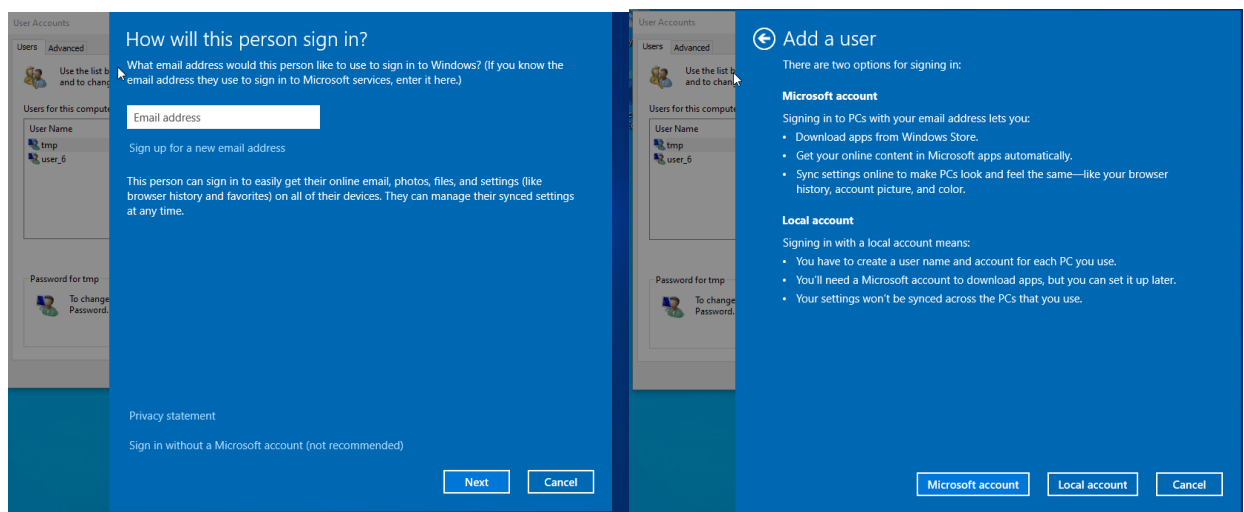 User Accounts
Users Advanced
Use the list b
and to chang
Users for this compute
User Name
tmp
user_6
Password for tmp
To change
Password.
How will this person sign in?
What email address would this person like to use to sign in to Windows? (If you know the
email address they use to sign in to Microsoft services, enter it here.)
Email address
Sign up for a new email address
This person can sign in to easily get their online email, photos, files, and settings (like
browser history and favorites) on all of their devices. They can manage their synced settings
at any time.
Privacy statement
Sign in without a Microsoft account (not recommended)
Next Cancel
User Accounts
Users Advanced
Use the list b
and to chang
Users for this compute
User Name
tmp
user_6
Password for tmp
To change
Password.
Add a user
There are two options for signing in:
Microsoft account
Signing in to PCs with your email address lets you:
• Download apps from Windows Store.
• Get your online content in Microsoft apps automatically.
• Sync settings online to make PCs look and feel the same—like your browser
history, account picture, and color.
Local account
Signing in with a local account means:
• You have to create a user name and account for each PC you use.
• You'll need a Microsoft account to download apps, but you can set it up later.
• Your settings won't be synced across the PCs that you use.
Microsoft account Local account Cancel